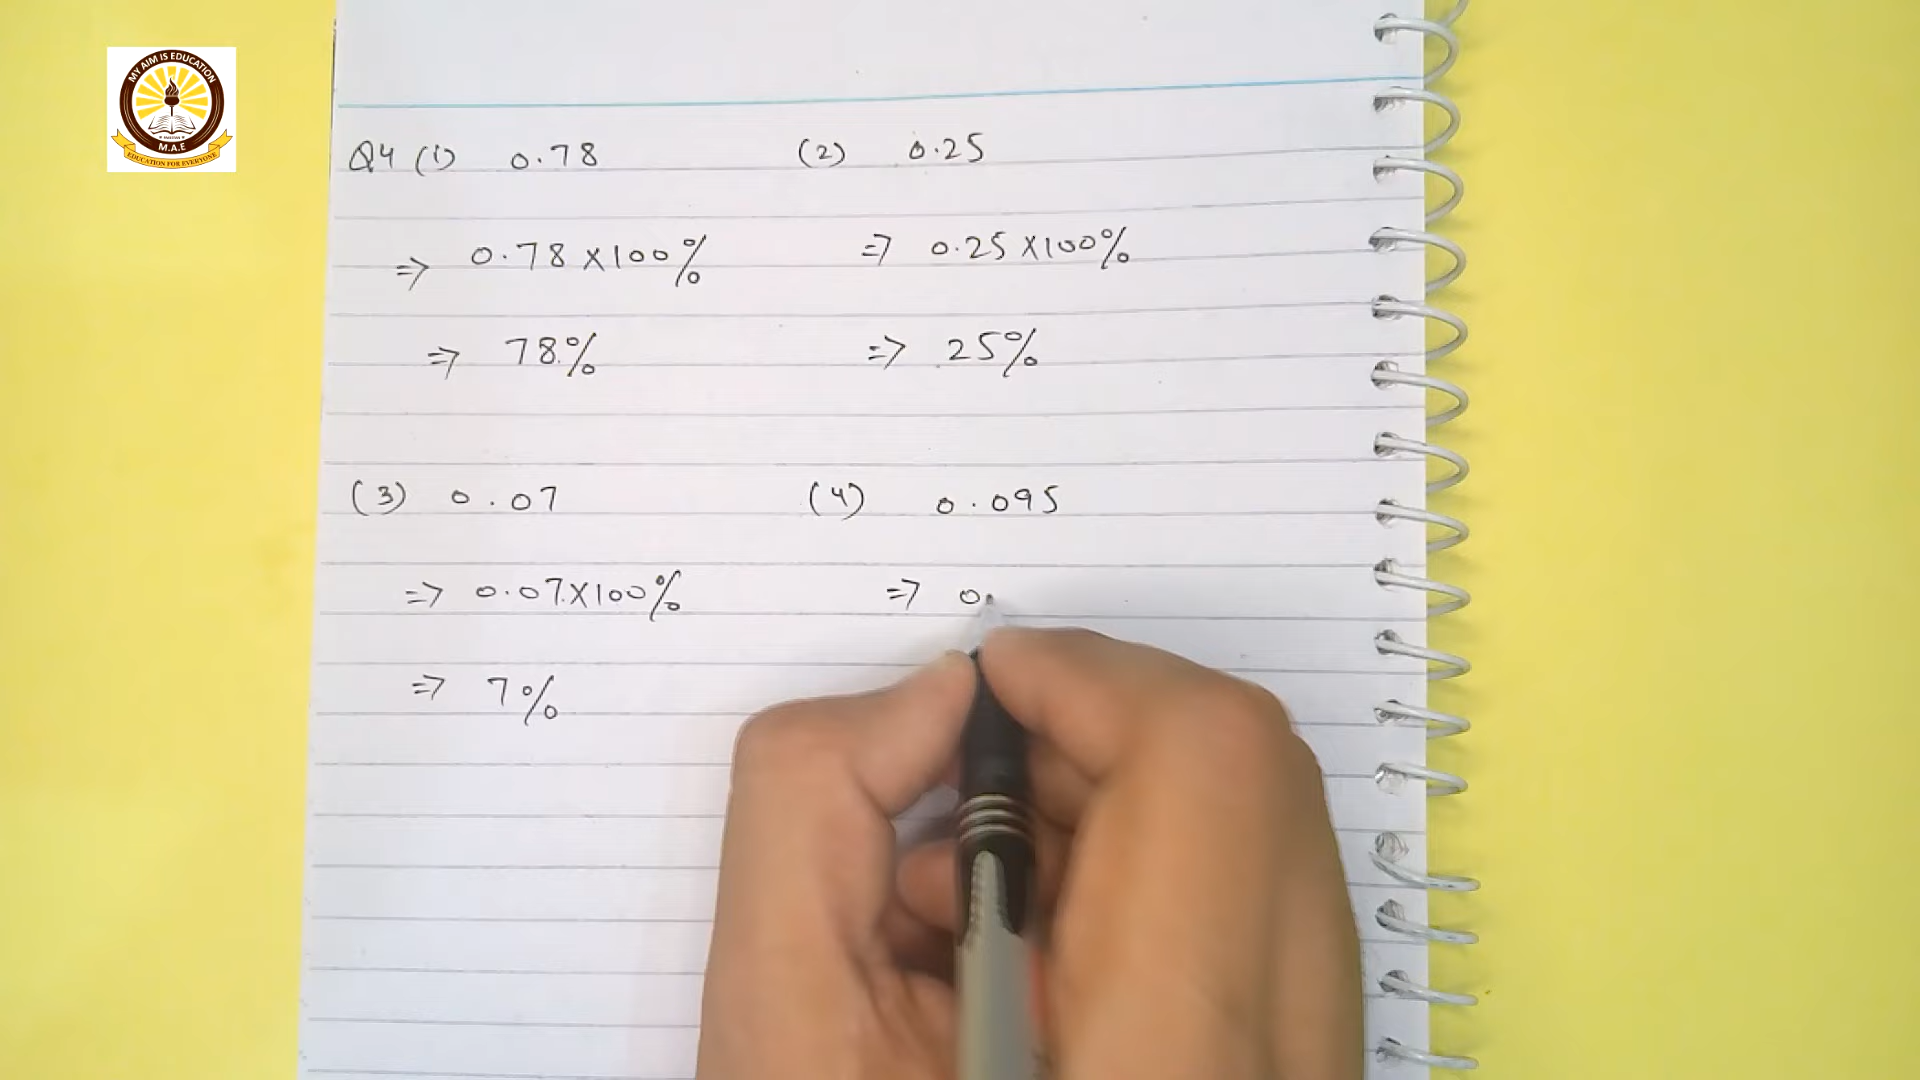 MY AIM IS EDUCATION
M.A.E
EDUCATION FOR EVERYONE
Q4 (1) 0.78
(2) 0.25
=> 0.78 X 100%
=> 0.25 X 100%
=> 78%
=> 25%
(3) 0.07
(4) 0.095
=> 0.07 X 100%
=> 0.
=> 7%